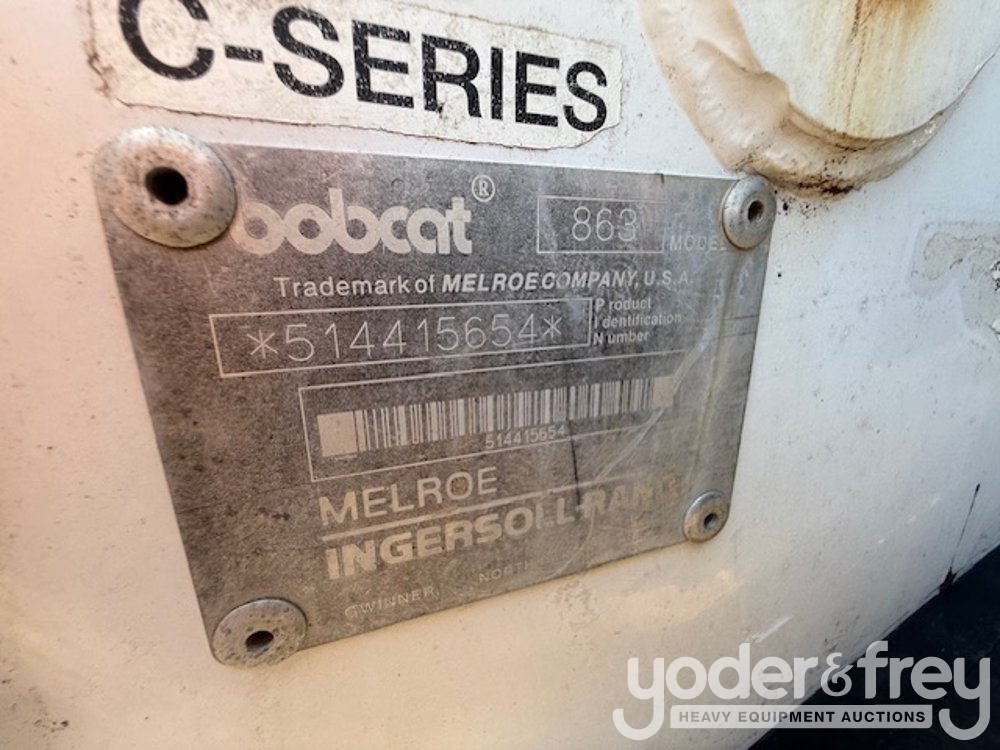 C-SERIES
bobcat® 863 MODEL
Trademark of MELROE COMPANY, U.S.A.
*514415654* Product
Identification
Number
514415654
MELROE
INGERSOLL-RAND
GWINNER, NORTH
yoder&frey
HEAVY EQUIPMENT AUCTIONS